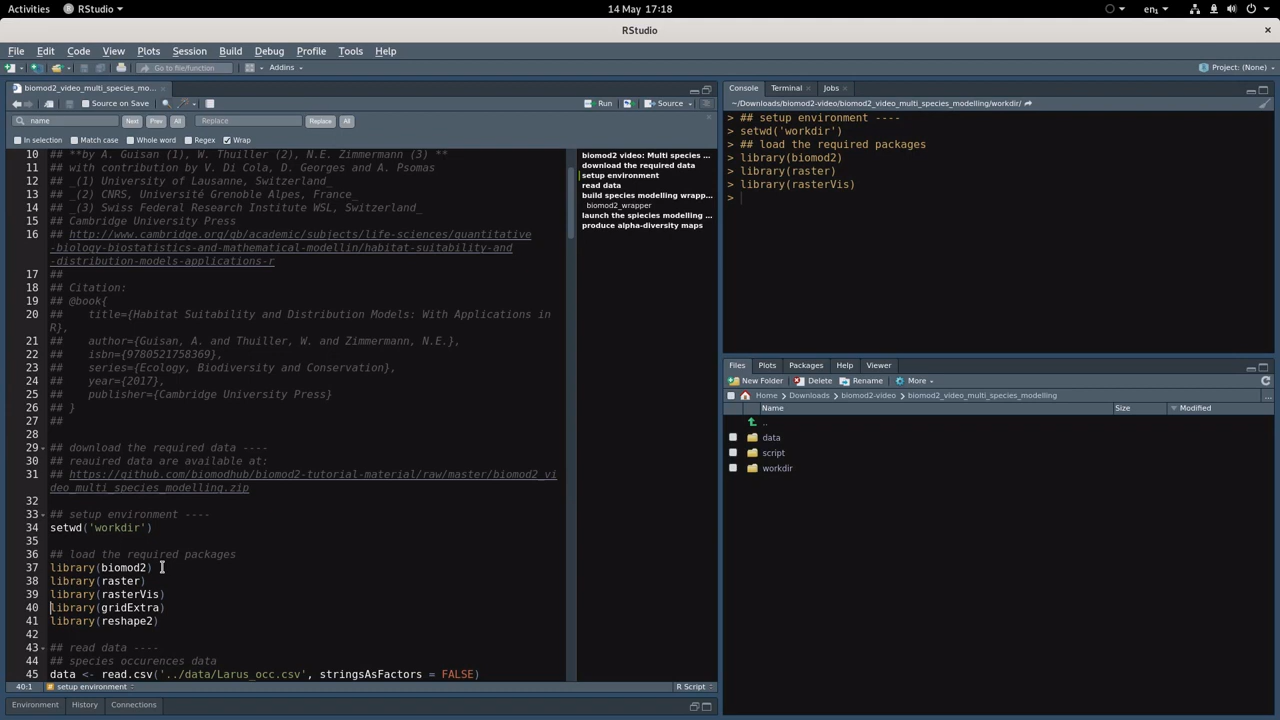 Activities RStudio 14 May 17:18 en₁
RStudio
File Edit Code View Plots Session Build Debug Profile Tools Help
Go to file/function Addins Project: (None)
biomod2_video_multi_species_mo...
Source on Save Run Source
name Next Prev All Replace Replace All
In selection Match case Whole word Regex Wrap
10 ## **by A. Guisan (1), W. Thuiller (2), N.E. Zimmermann (3) **
11 ## with contribution by V. Di Cola, D. Georges and A. Psomas
12 ## _(1) University of Lausanne, Switzerland_
13 ## _(2) CNRS, Université Grenoble Alpes, France_
14 ## _(3) Swiss Federal Research Institute WSL, Switzerland_
15 ## Cambridge University Press
16 ## http://www.cambridge.org/gb/academic/subjects/life-sciences/quantitative
-biology-biostatistics-and-mathematical-modellin/habitat-suitability-and
-distribution-models-applications-r
17 ##
18 ## Citation:
19 ## @book{
20 ##    title={Habitat Suitability and Distribution Models: With Applications in
R},
21 ##    author={Guisan, A. and Thuiller, W. and Zimmermann, N.E.},
22 ##    isbn={9780521758369},
23 ##    series={Ecology, Biodiversity and Conservation},
24 ##    year={2017},
25 ##    publisher={Cambridge University Press}
26 ## }
27 ##
28
29 ## download the required data ----
30 ## reauired data are available at:
31 ## https://github.com/biomodhub/biomod2-tutorial-material/raw/master/biomod2_vi
deo_multi_species_modelling.zip
32
33 ## setup environment ----
34 setwd('workdir')
35
36 ## load the required packages
37 library(biomod2)
38 library(raster)
39 library(rasterVis)
40 library(gridExtra)
41 library(reshape2)
42
43 ## read data ----
44 ## species occurences data
45 data <- read.csv('../data/Larus_occ.csv', stringsAsFactors = FALSE)
40:1 setup environment R Script
Environment History Connections
biomod2 video: Multi species ...
download the required data
setup environment
read data
build species modelling wrapp...
biomod2_wrapper
launch the spiecies modelling ...
produce alpha-diversity maps
Console Terminal Jobs
~/Downloads/biomod2-video/biomod2_video_multi_species_modelling/workdir/
> ## setup environment ----
> setwd('workdir')
> ## load the required packages
> library(biomod2)
> library(raster)
> library(rasterVis)
>
Files Plots Packages Help Viewer
New Folder Delete Rename More
Home Downloads biomod2-video biomod2_video_multi_species_modelling ...
Name Size Modified
..
data
script
workdir